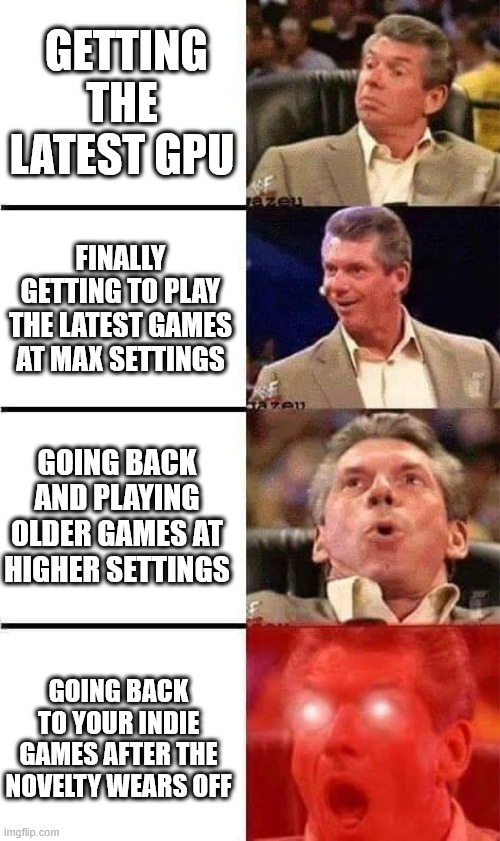 GETTING
THE
LATEST GPU
FINALLY
GETTING TO PLAY
THE LATEST GAMES
AT MAX SETTINGS
GOING BACK
AND PLAYING
OLDER GAMES AT
HIGHER SETTINGS
GOING BACK
TO YOUR INDIE
GAMES AFTER THE
NOVELTY WEARS OFF
imgflip.com